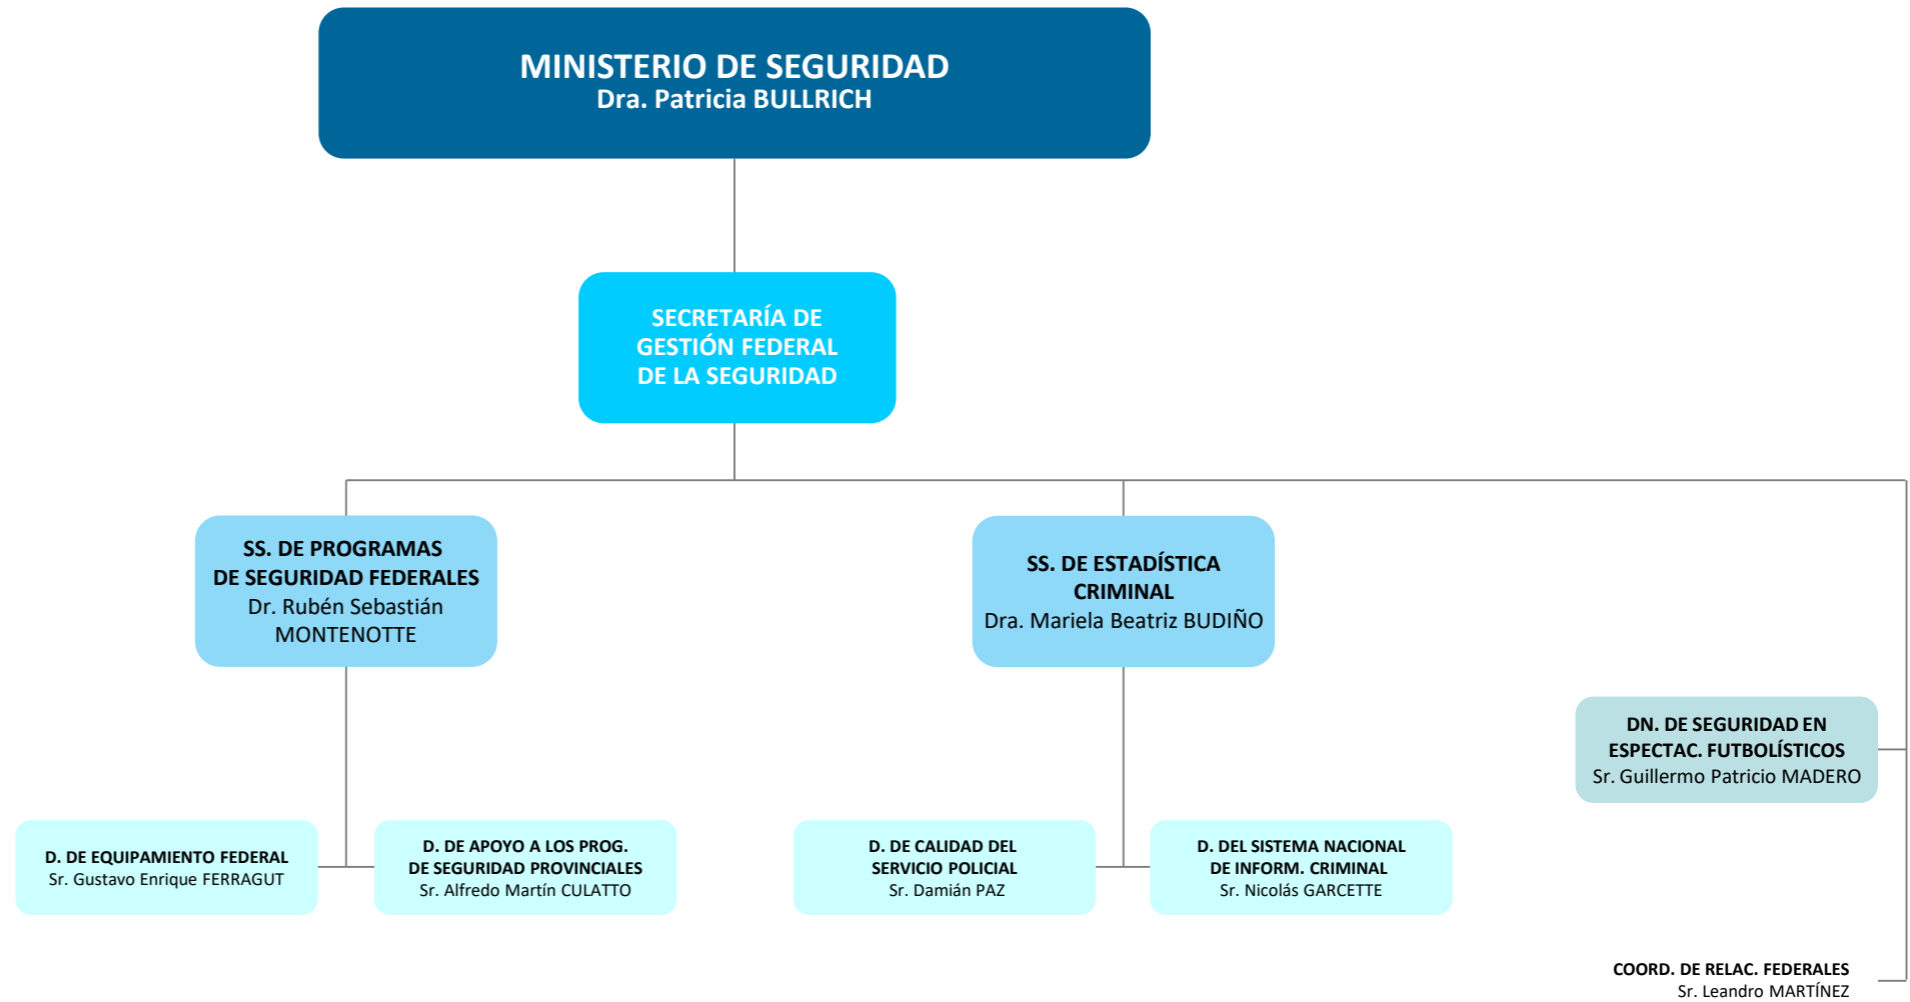 MINISTERIO DE SEGURIDAD
Dra. Patricia BULLRICH
SECRETARÍA DE
GESTIÓN FEDERAL
DE LA SEGURIDAD
SS. DE PROGRAMAS
DE SEGURIDAD FEDERALES
Dr. Rubén Sebastián
MONTENOTTE
SS. DE ESTADÍSTICA
CRIMINAL
Dra. Mariela Beatriz BUDIÑO
DN. DE SEGURIDAD EN
ESPECTAC. FUTBOLÍSTICOS
Sr. Guillermo Patricio MADERO
D. DE EQUIPAMIENTO FEDERAL
Sr. Gustavo Enrique FERRAGUT
D. DE APOYO A LOS PROG.
DE SEGURIDAD PROVINCIALES
Sr. Alfredo Martín CULATTO
D. DE CALIDAD DEL
SERVICIO POLICIAL
Sr. Damián PAZ
D. DEL SISTEMA NACIONAL
DE INFORM. CRIMINAL
Sr. Nicolás GARCETTE
COORD. DE RELAC. FEDERALES
Sr. Leandro MARTÍNEZ